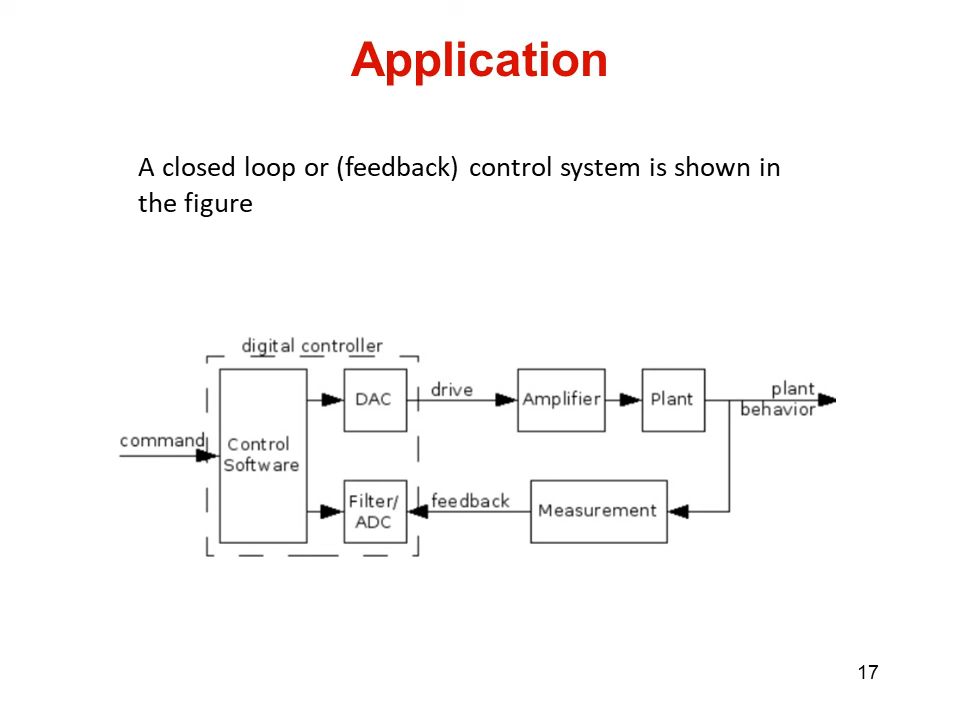 Application
A closed loop or (feedback) control system is shown in
the figure
digital controller
command
Control
Software
DAC
drive
Amplifier
Plant
plant
behavior
Filter/
ADC
feedback
Measurement
17